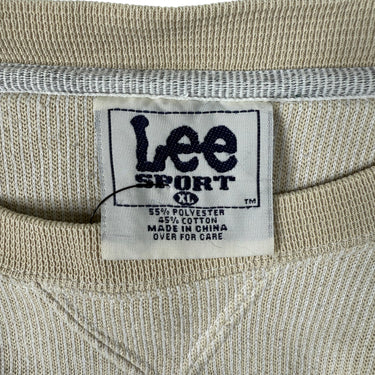 Lee
SPORT
XL
TM
55% POLYESTER
45% COTTON
MADE IN CHINA
OVER FOR CARE